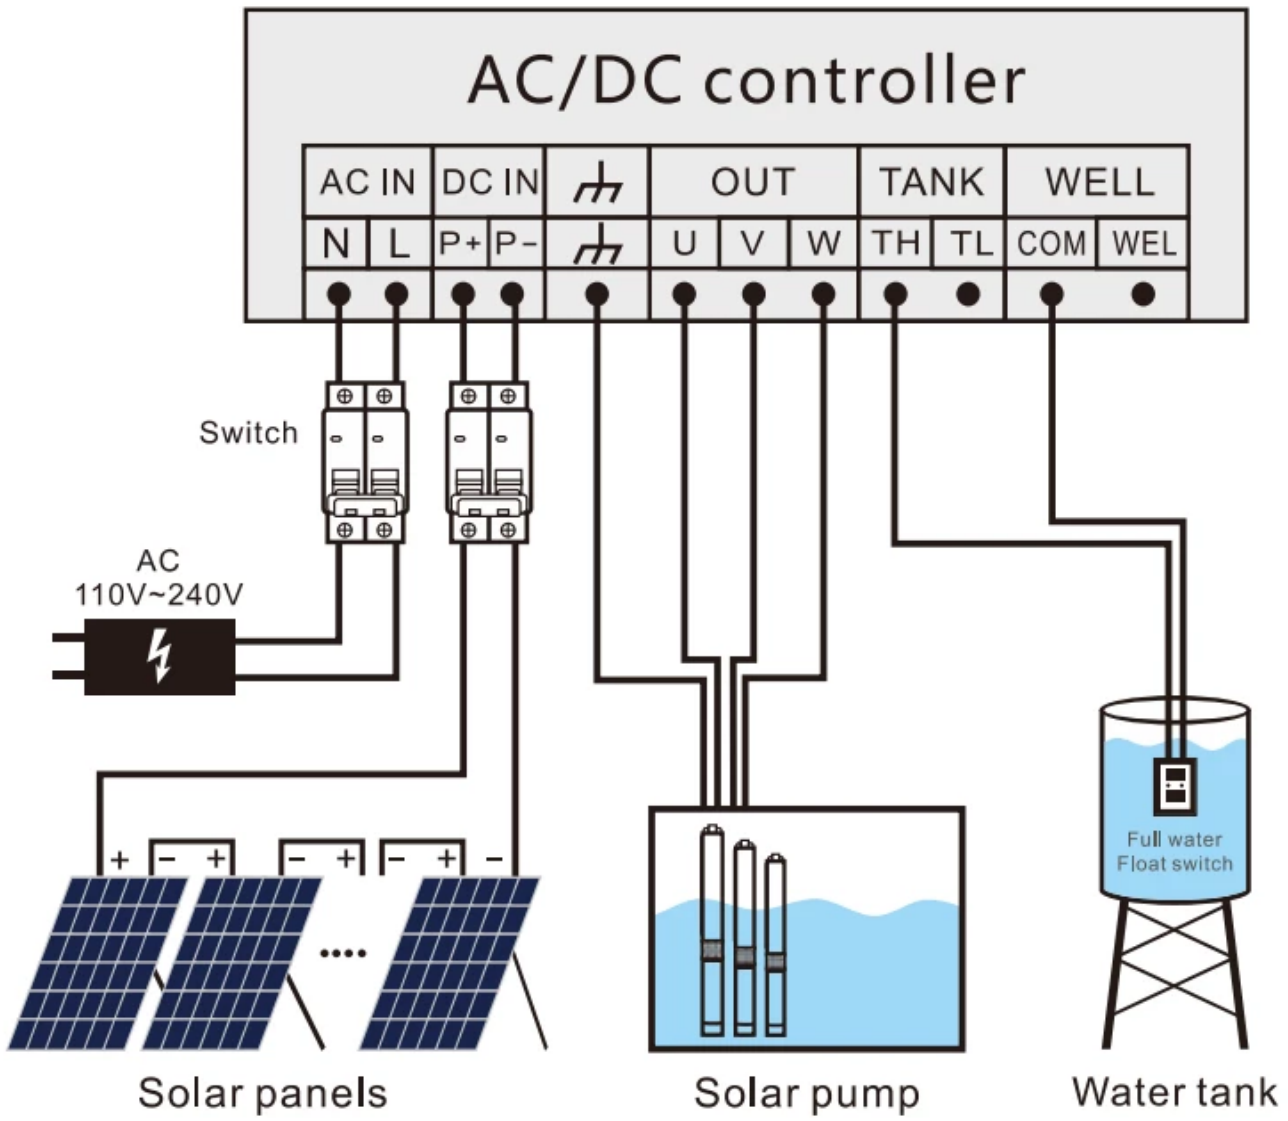 AC/DC controller
AC IN DC IN OUT TANK WELL
N L P+ P- U V W TH TL COM WEL
Switch
AC
110V~240V
+ - + - + - + -
Full water
Float switch
Solar panels
Solar pump
Water tank